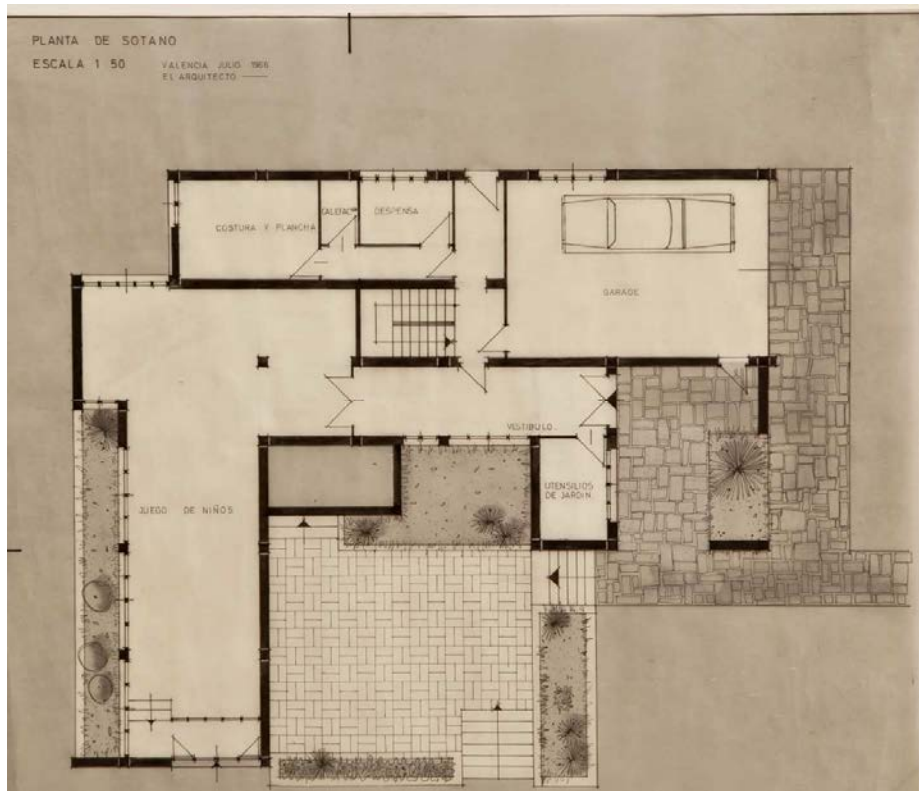 PLANTA DE SOTANO
ESCALA 1 50
VALENCIA JULIO 1966
EL ARQUITECTO
COSTURA Y PLANCHA
CALEFAC
DESPENSA
GARAGE
VESTIBULO.
JUEGO DE NIÑOS
UTENSILIOS
DE JARDIN